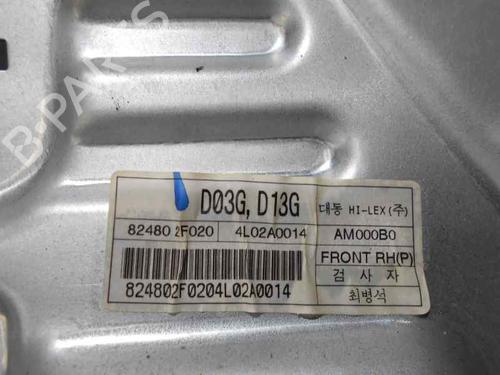 B-PARTS
D03G, D13G
대동 HI-LEX (주)
82480 2F020
4L02A0014
AM000B0
FRONT RH(P)
824802F0204L02A0014
검 사 자
최병석